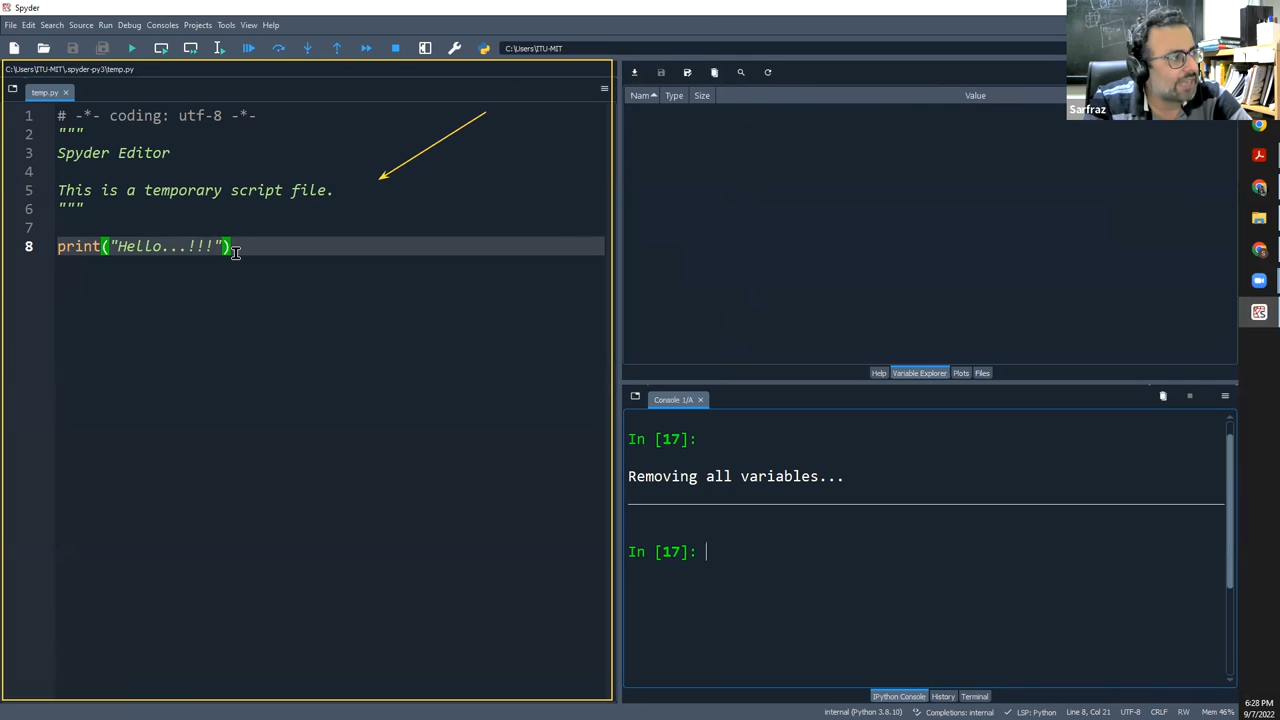 Spyder
File Edit Search Source Run Debug Consoles Projects Tools View Help
C:\Users\ITU-MIT
C:\Users\ITU-MIT\.spyder-py3\temp.py
temp.py
1 # -*- coding: utf-8 -*-
2 """
3 Spyder Editor
4
5 This is a temporary script file.
6 """
7
8 print("Hello...!!!")
Nam Type Size Value
Help Variable Explorer Plots Files
Console 1/A
In [17]:
Removing all variables...
In [17]:
IPython Console History Terminal
internal (Python 3.8.10) Completions: internal LSP: Python Line 8, Col 21 UTF-8 CRLF RW Mem 46%
Sarfraz
6:28 PM
9/7/2022